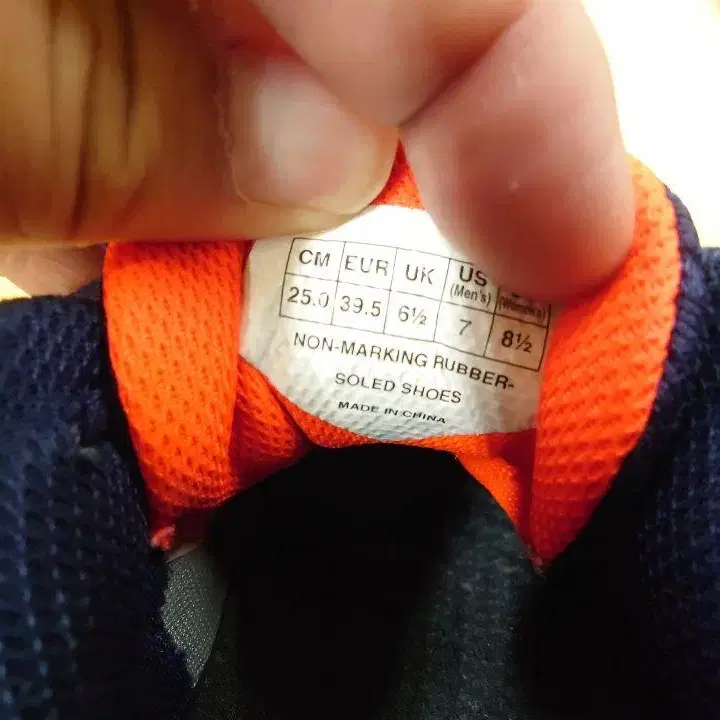 CM EUR UK US
(Men's) (Women's)
25.0 39.5 6½ 7 8½
NON-MARKING RUBBER-
SOLED SHOES
MADE IN CHINA